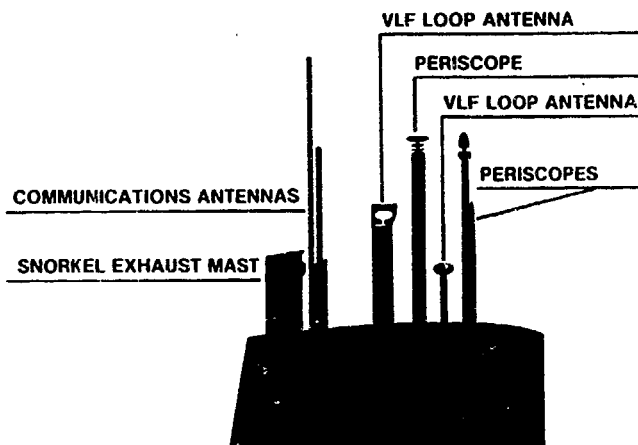 VLF LOOP ANTENNA
PERISCOPE
VLF LOOP ANTENNA
PERISCOPES
COMMUNICATIONS ANTENNAS
SNORKEL EXHAUST MAST